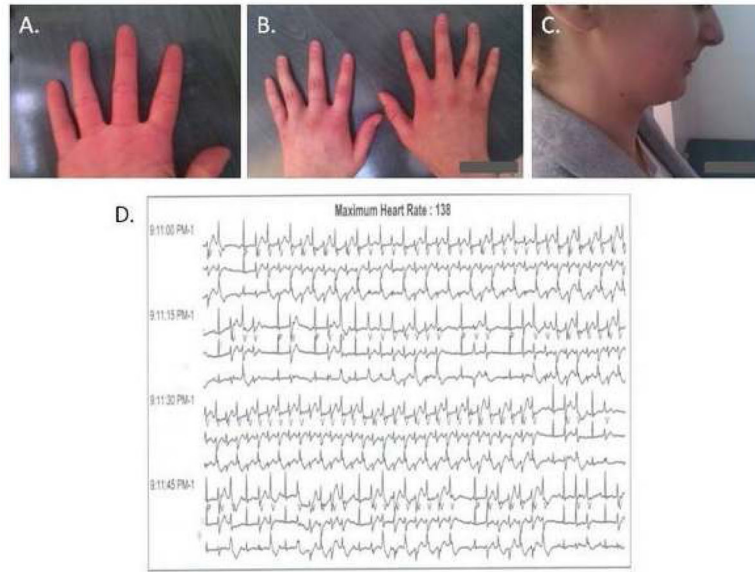 A.
B.
C.
D.
Maximum Heart Rate : 138
9:11:00 PM-1
9:11:15 PM-1
9:11:30 PM-1
9:11:45 PM-1